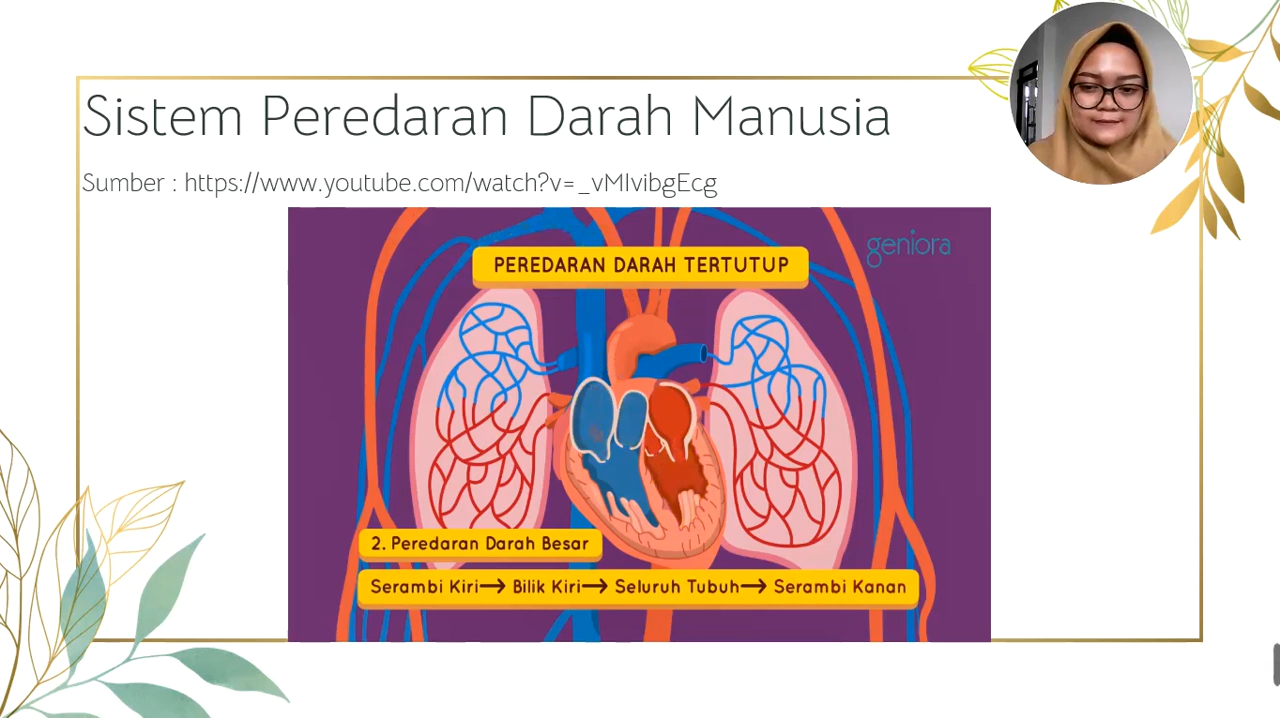 Sistem Peredaran Darah Manusia
Sumber : https://www.youtube.com/watch?v=_vMIvibgEcg
geniora
PEREDARAN DARAH TERTUTUP
2. Peredaran Darah Besar
Serambi Kiri→ Bilik Kiri→ Seluruh Tubuh→ Serambi Kanan